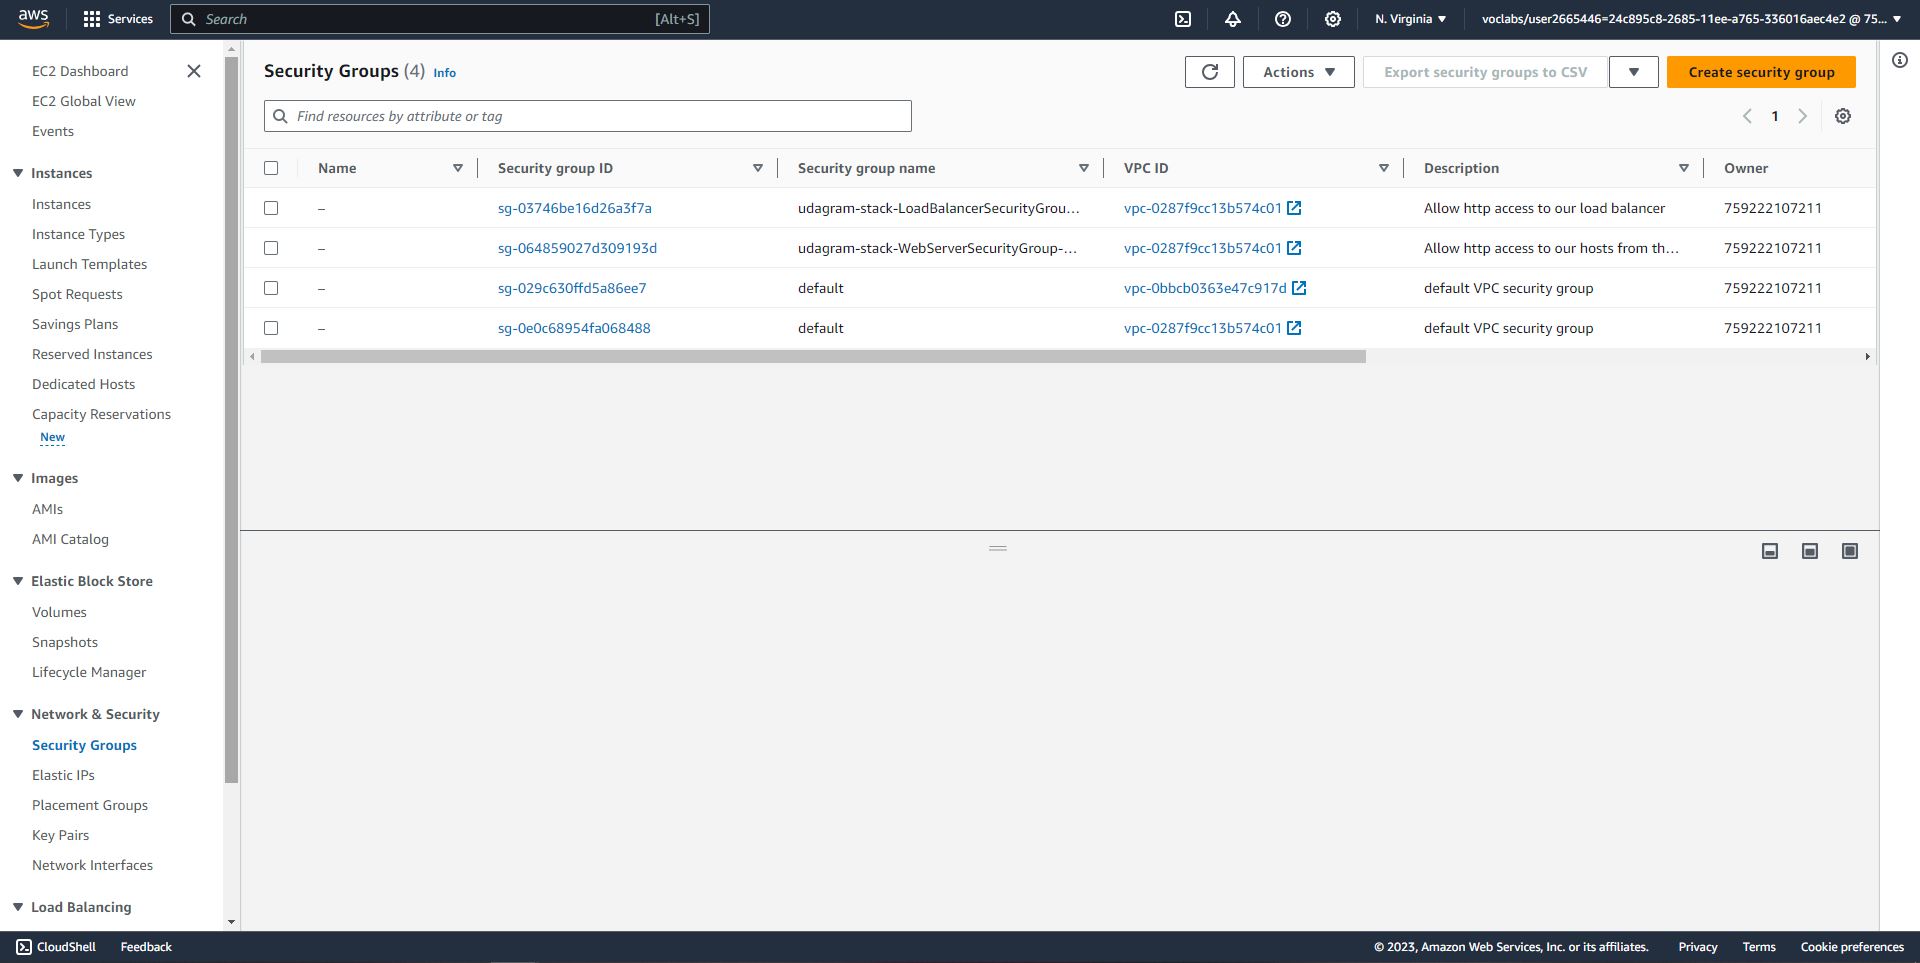 aws Services Search [Alt+S] N. Virginia voclabs/user2665446=24c895c8-2685-11ee-a765-336016aec4e2 @ 75...
EC2 Dashboard
EC2 Global View
Events
Instances
Instances
Instance Types
Launch Templates
Spot Requests
Savings Plans
Reserved Instances
Dedicated Hosts
Capacity Reservations
New
Images
AMIs
AMI Catalog
Elastic Block Store
Volumes
Snapshots
Lifecycle Manager
Network & Security
Security Groups
Elastic IPs
Placement Groups
Key Pairs
Network Interfaces
Load Balancing
Security Groups (4) Info Actions Export security groups to CSV Create security group
Find resources by attribute or tag 1
Name Security group ID Security group name VPC ID Description Owner
– sg-03746be16d26a3f7a udagram-stack-LoadBalancerSecurityGrou... vpc-0287f9cc13b574c01 Allow http access to our load balancer 759222107211
– sg-064859027d309193d udagram-stack-WebServerSecurityGroup-... vpc-0287f9cc13b574c01 Allow http access to our hosts from th... 759222107211
– sg-029c630ffd5a86ee7 default vpc-0bbcb0363e47c917d default VPC security group 759222107211
– sg-0e0c68954fa068488 default vpc-0287f9cc13b574c01 default VPC security group 759222107211
CloudShell Feedback © 2023, Amazon Web Services, Inc. or its affiliates. Privacy Terms Cookie preferences